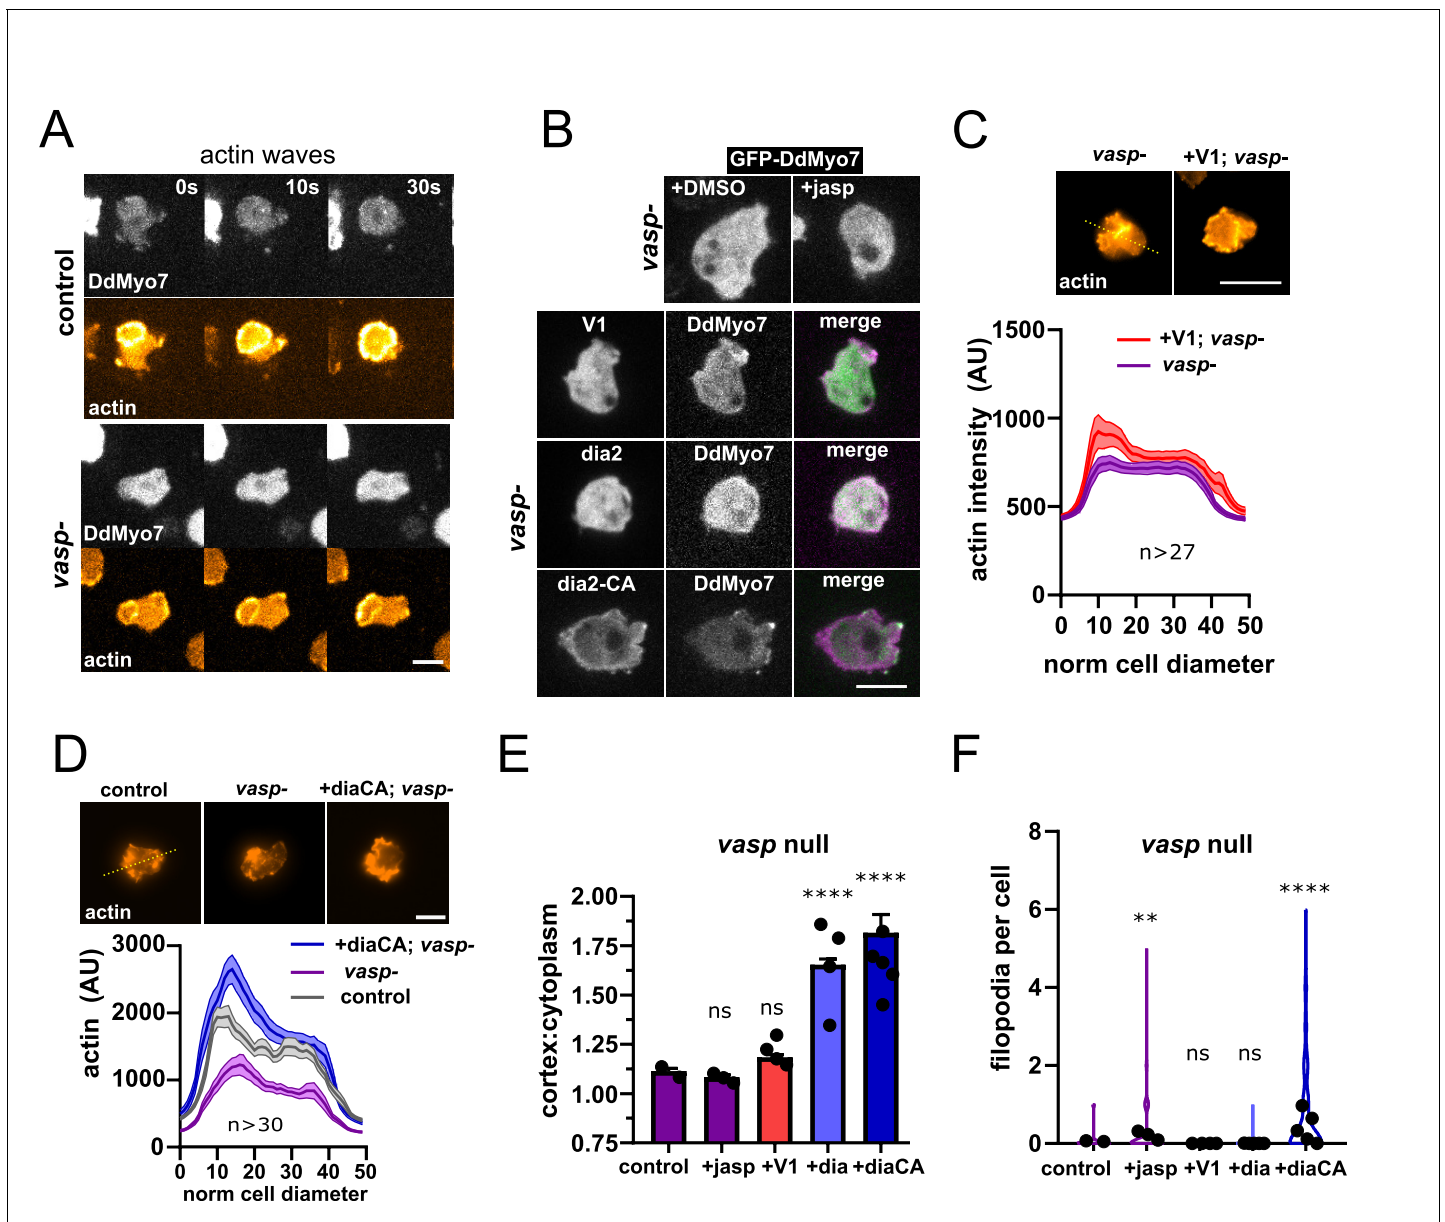 A
actin waves
0s 10s 30s
control
DdMyo7
actin
vasp-
DdMyo7
actin
B
GFP-DdMyo7
+DMSO +jasp
vasp-
V1 DdMyo7 merge
dia2 DdMyo7 merge
vasp-
dia2-CA DdMyo7 merge
C
vasp- +V1; vasp-
actin
1500
1000
500
0
actin intensity (AU)
+V1; vasp-
vasp-
n>27
0 10 20 30 40 50
norm cell diameter
D
control vasp- +diaCA; vasp-
actin
3000
2000
1000
0
actin (AU)
+diaCA; vasp-
vasp-
control
n>30
0 10 20 30 40 50
norm cell diameter
E
vasp null
2.00
1.75
1.50
1.25
1.00
0.75
cortex:cytoplasm
ns ns **** ****
control +jasp +V1 +dia +diaCA
F
vasp null
8
6
4
2
0
filopodia per cell
** ns ns ****
control +jasp +V1 +dia +diaCA